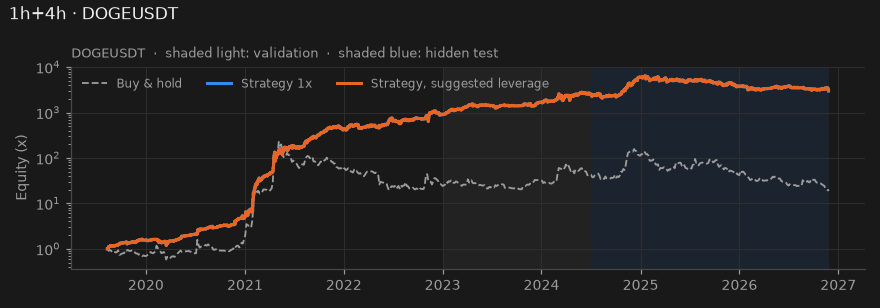 1h+4h · DOGEUSDT
DOGEUSDT · shaded light: validation · shaded blue: hidden test
Buy & hold
Strategy 1x
Strategy, suggested leverage
Equity (x)
10⁴
10³
10²
10¹
10⁰
2020
2021
2022
2023
2024
2025
2026
2027